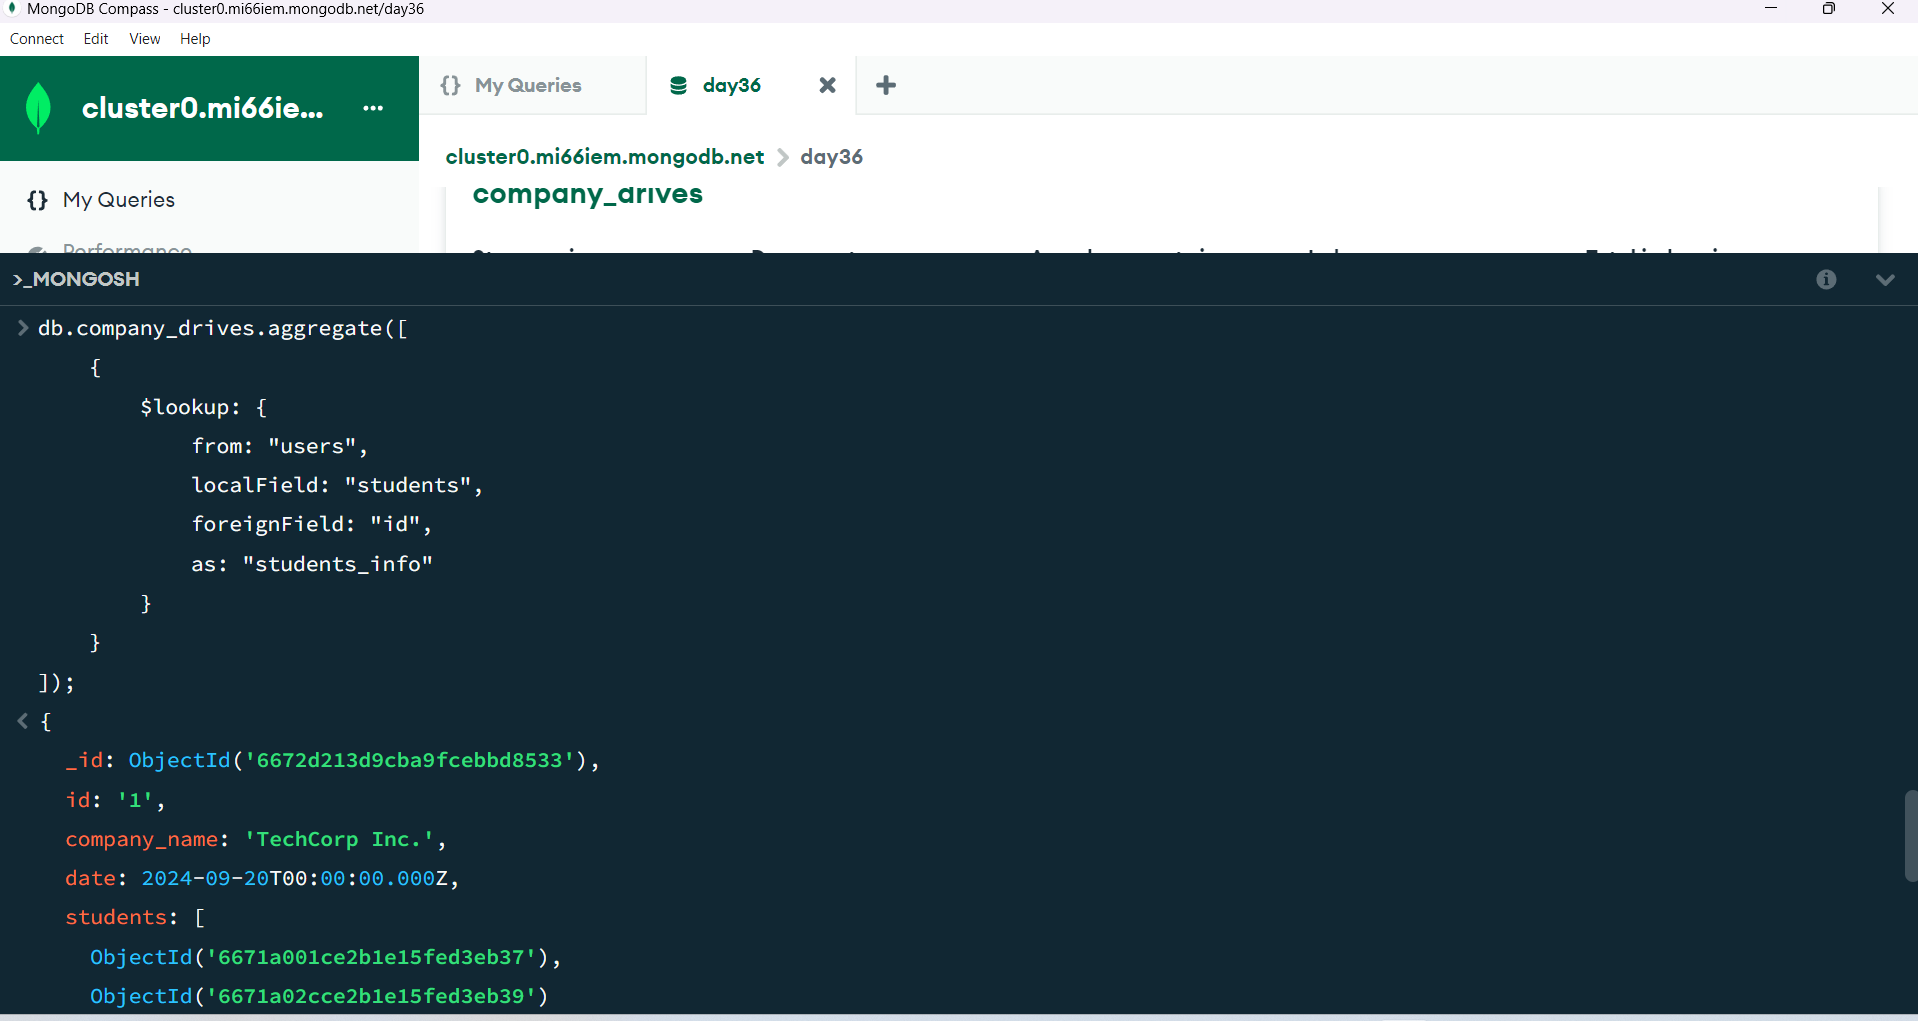 MongoDB Compass - cluster0.mi66iem.mongodb.net/day36
Connect Edit View Help
cluster0.mi66ie... ...
{} My Queries
day36
cluster0.mi66iem.mongodb.net > day36
company_drives
{} My Queries
Performance
>_MONGOSH
> db.company_drives.aggregate([
{
$lookup: {
from: "users",
localField: "students",
foreignField: "id",
as: "students_info"
}
}
]);
< {
_id: ObjectId('6672d213d9cba9fcebbd8533'),
id: '1',
company_name: 'TechCorp Inc.',
date: 2024-09-20T00:00:00.000Z,
students: [
ObjectId('6671a001ce2b1e15fed3eb37'),
ObjectId('6671a02cce2b1e15fed3eb39')